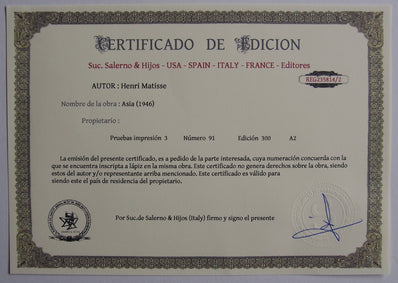 CERTIFICADO DE EDICION
Suc. Salerno & Hijos - USA - SPAIN - ITALY - FRANCE - Editores
REG235814/2
AUTOR : Henri Matisse
Nombre de la obra : Asia (1946)
Propietario :
Pruebas impresión 3 Número 91 Edición 300 A2
La emisión del presente certificado, es a pedido de la parte interesada, cuya numeración concuerda con la
que se encuentra inscripta a lápiz en la misma obra. Este certificado no genera derechos sobre la obra, siendo
estos del autor y/o representante arriba mencionado. Este certificado es válido para
siendo este el país de residencia del propietario.
Por Suc.de Salerno & Hijos (Italy) firmo y signo el presente